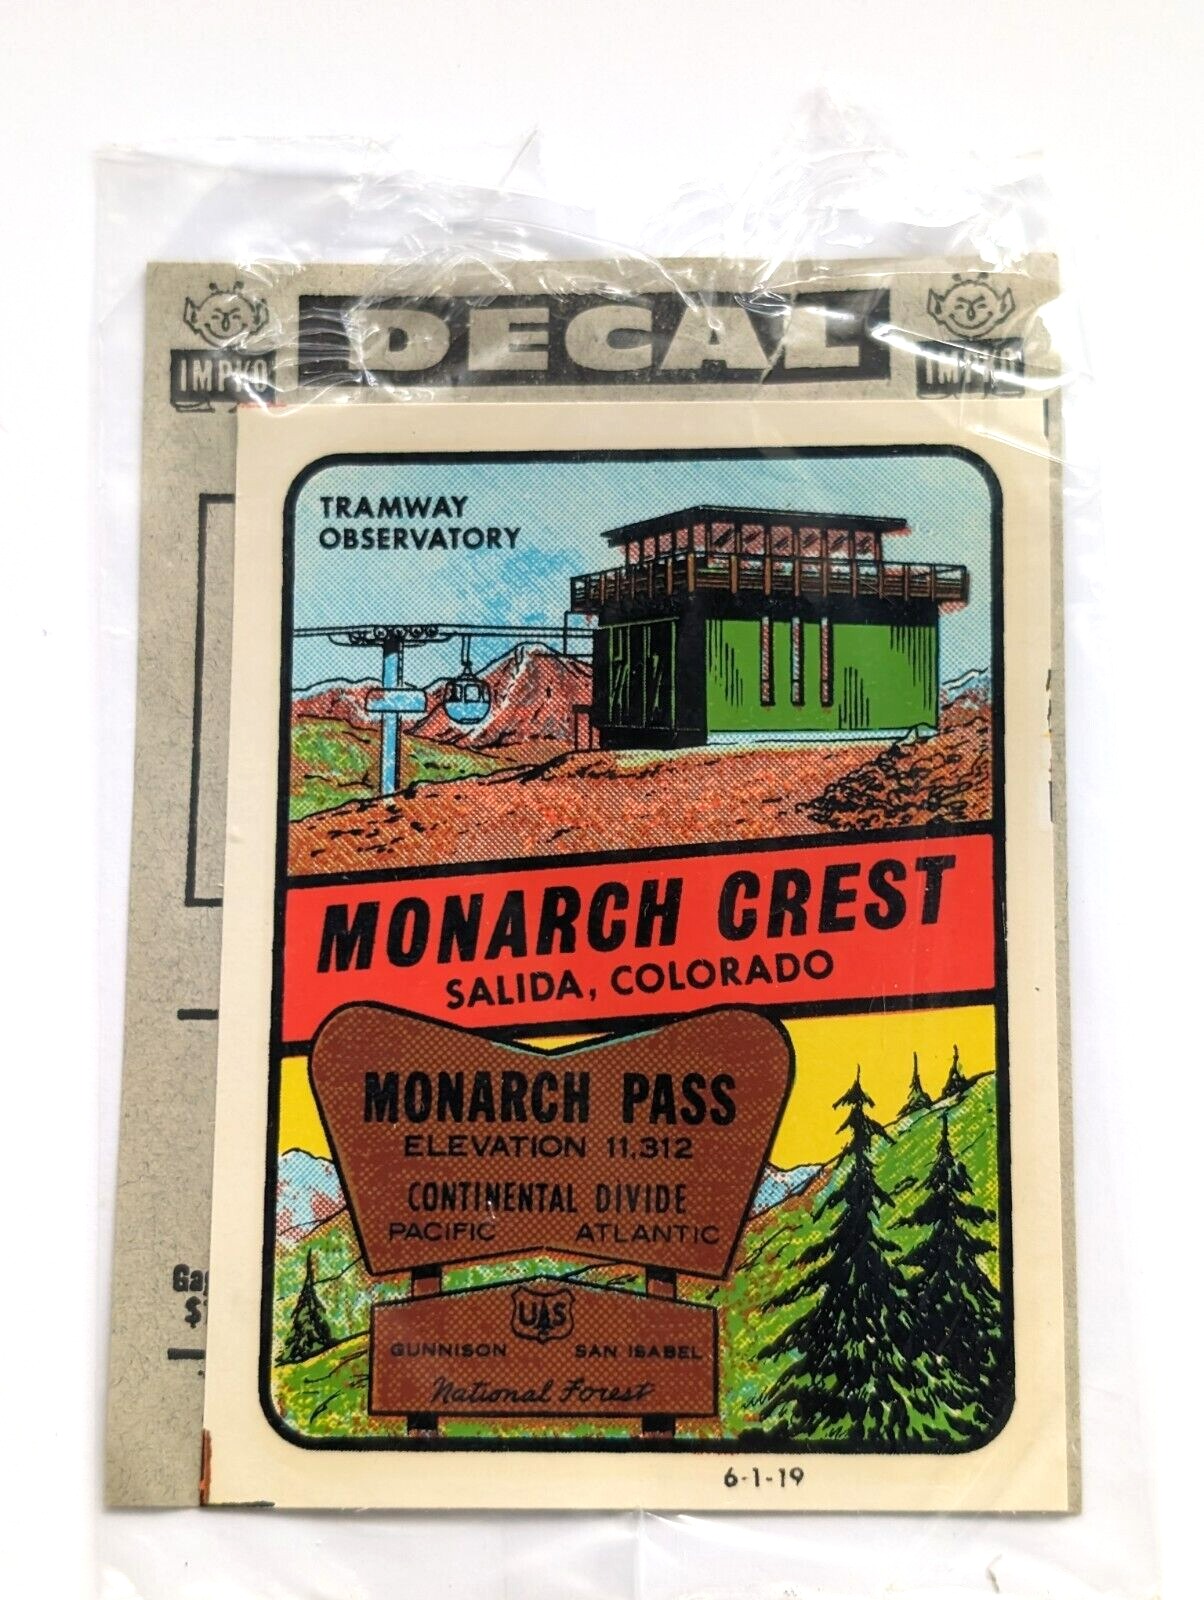 DECAL
IMPKO
IMPKO
TRAMWAY
OBSERVATORY
MONARCH CREST
SALIDA, COLORADO
MONARCH PASS
ELEVATION 11,312
CONTINENTAL DIVIDE
PACIFIC ATLANTIC
US
GUNNISON SAN ISABEL
National Forest
6-1-19